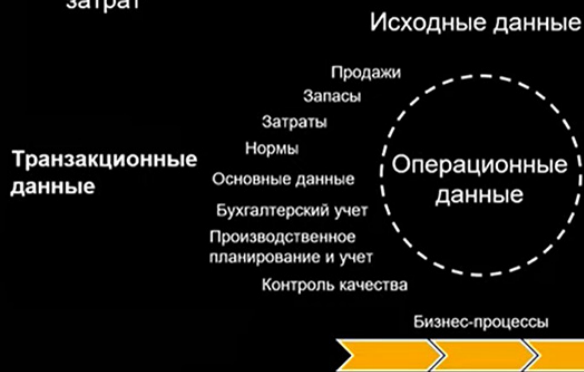 затрат
Исходные данные
Продажи
Запасы
Затраты
Нормы
Транзакционные
данные
Основные данные
Операционные
данные
Бухгалтерский учет
Производственное
планирование и учет
Контроль качества
Бизнес-процессы